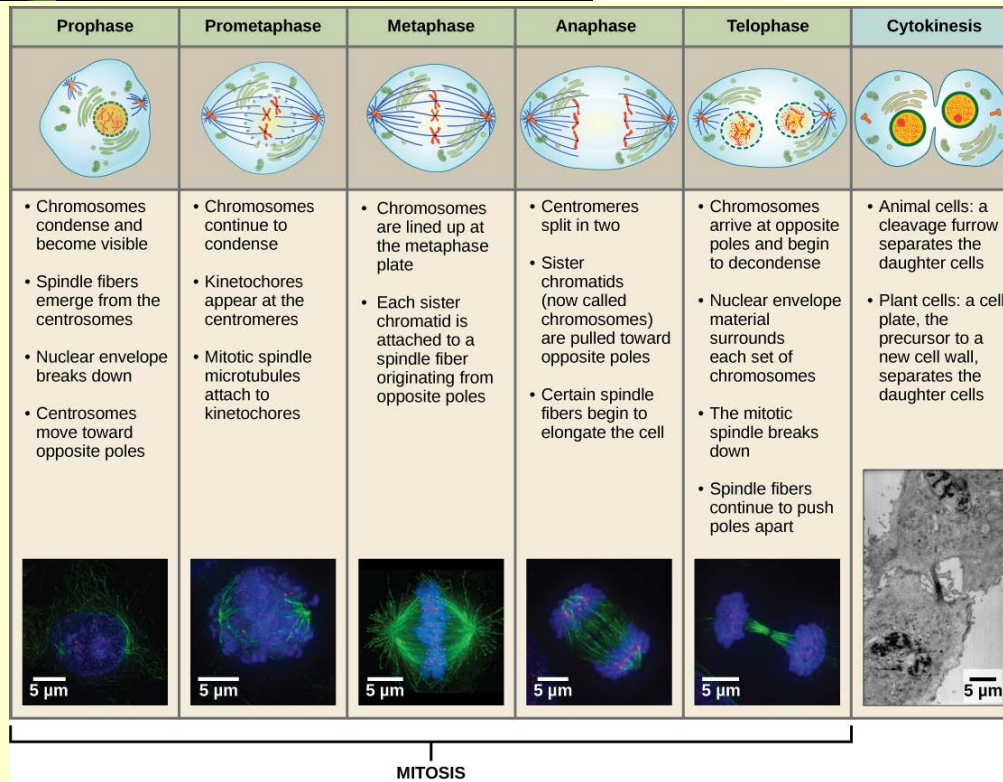 Prophase
Prometaphase
Metaphase
Anaphase
Telophase
Cytokinesis
• Chromosomes
condense and
become visible
• Spindle fibers
emerge from the
centrosomes
• Nuclear envelope
breaks down
• Centrosomes
move toward
opposite poles
• Chromosomes
continue to
condense
• Kinetochores
appear at the
centromeres
• Mitotic spindle
microtubules
attach to
kinetochores
• Chromosomes
are lined up at
the metaphase
plate
• Each sister
chromatid is
attached to a
spindle fiber
originating from
opposite poles
• Centromeres
split in two
• Sister
chromatids
(now called
chromosomes)
are pulled toward
opposite poles
• Certain spindle
fibers begin to
elongate the cell
• Chromosomes
arrive at opposite
poles and begin
to decondense
• Nuclear envelope
material
surrounds
each set of
chromosomes
• The mitotic
spindle breaks
down
• Spindle fibers
continue to push
poles apart
• Animal cells: a
cleavage furrow
separates the
daughter cells
• Plant cells: a cell
plate, the
precursor to a
new cell wall,
separates the
daughter cells
5 µm
5 µm
5 µm
5 µm
5 µm
5 µm
MITOSIS